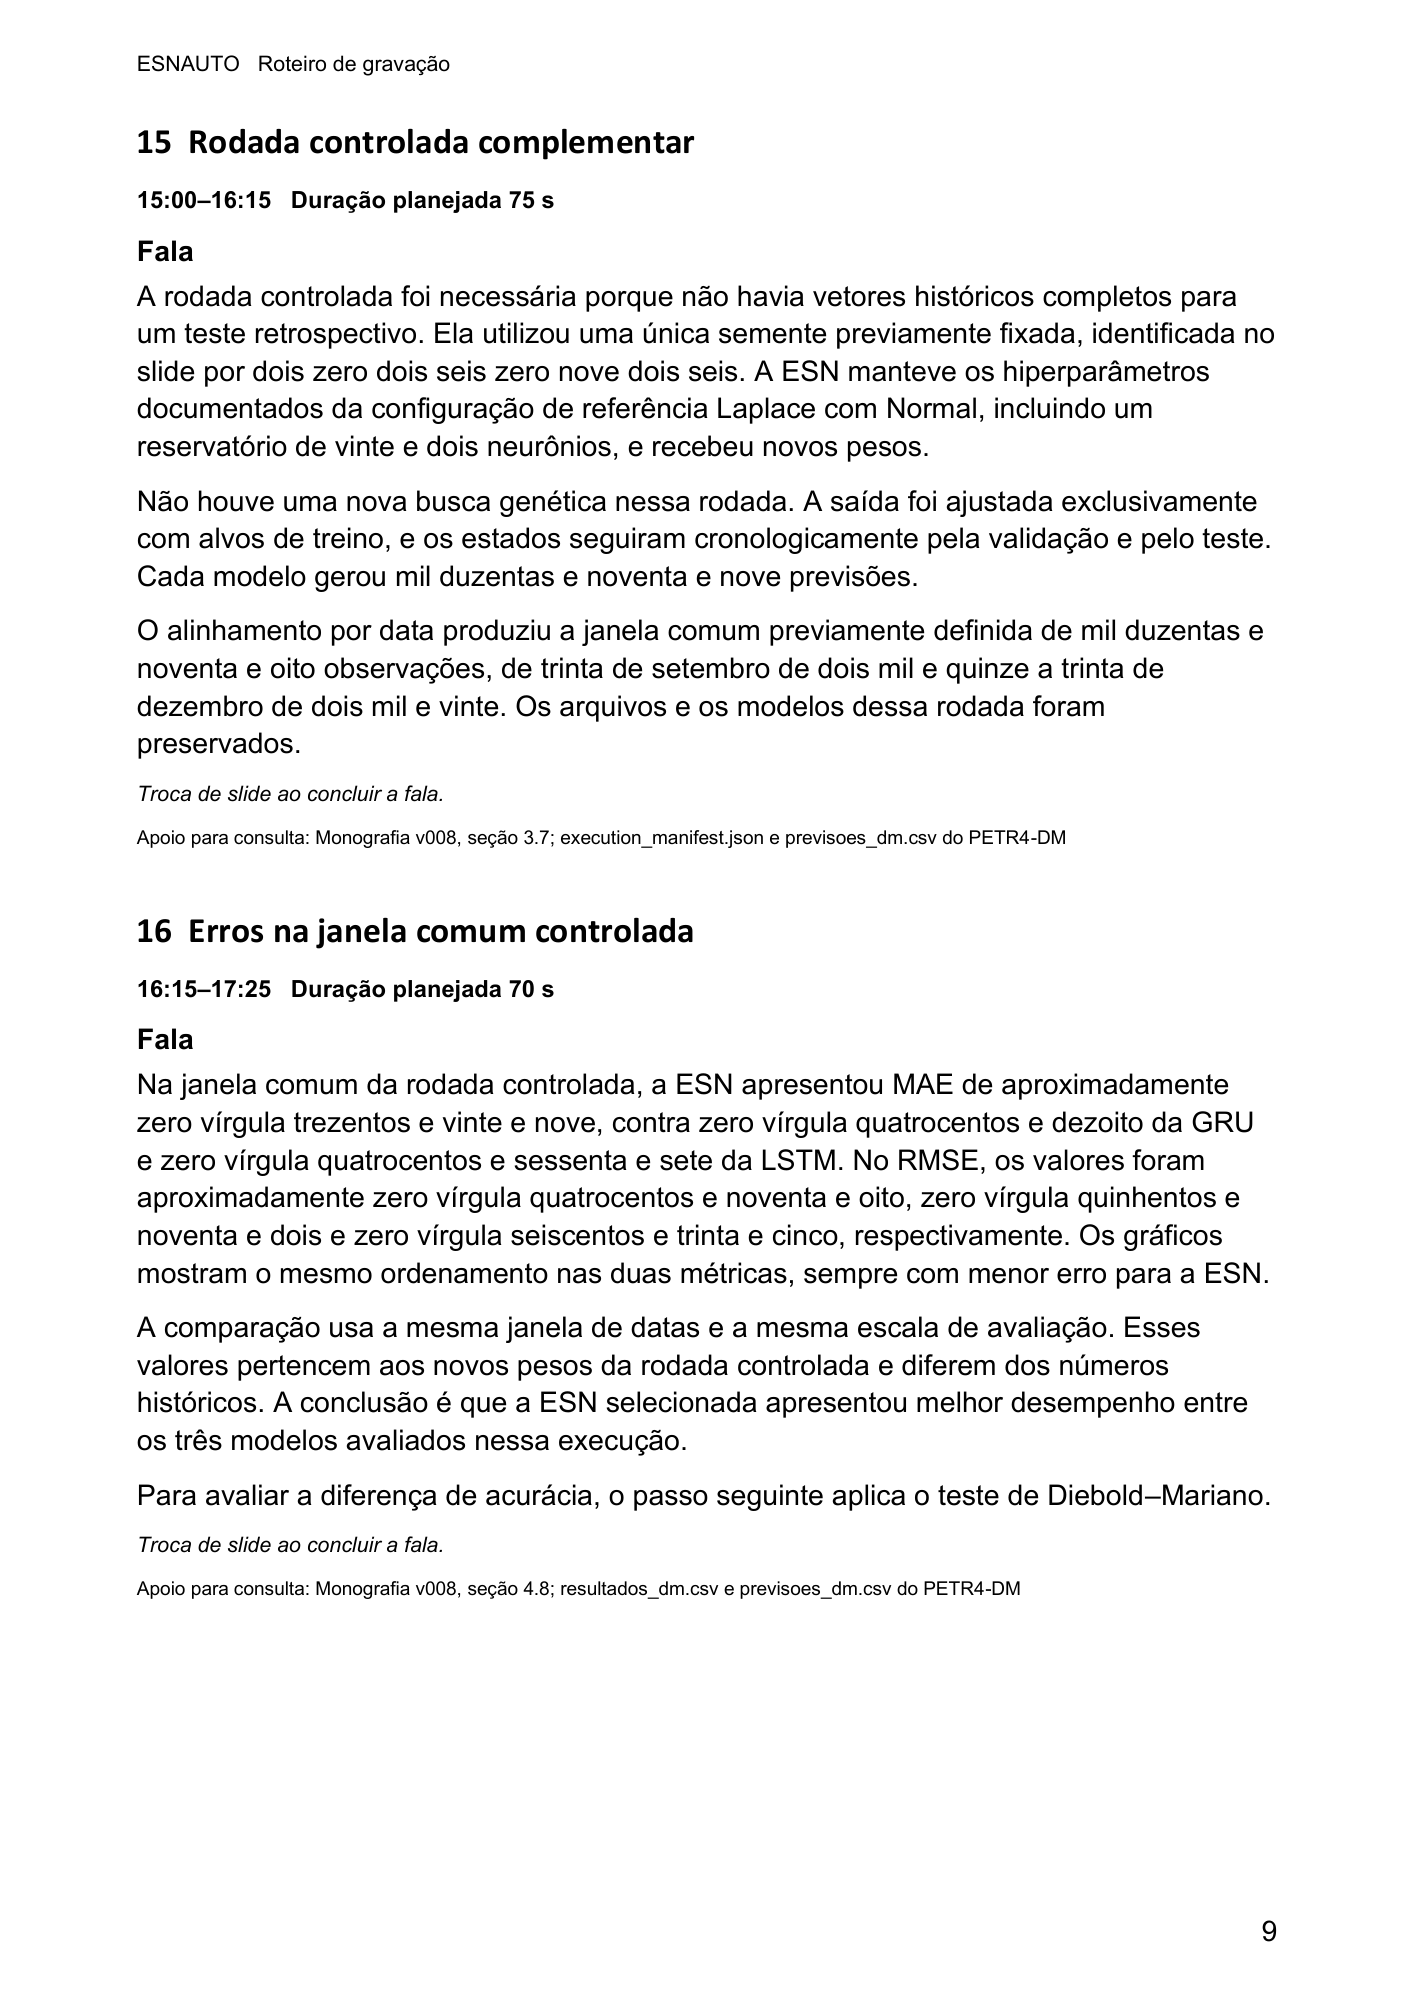 ESNAUTO Roteiro de gravação
15 Rodada controlada complementar
15:00–16:15 Duração planejada 75 s
Fala
A rodada controlada foi necessária porque não havia vetores históricos completos para
um teste retrospectivo. Ela utilizou uma única semente previamente fixada, identificada no
slide por dois zero dois seis zero nove dois seis. A ESN manteve os hiperparâmetros
documentados da configuração de referência Laplace com Normal, incluindo um
reservatório de vinte e dois neurônios, e recebeu novos pesos.
Não houve uma nova busca genética nessa rodada. A saída foi ajustada exclusivamente
com alvos de treino, e os estados seguiram cronologicamente pela validação e pelo teste.
Cada modelo gerou mil duzentas e noventa e nove previsões.
O alinhamento por data produziu a janela comum previamente definida de mil duzentas e
noventa e oito observações, de trinta de setembro de dois mil e quinze a trinta de
dezembro de dois mil e vinte. Os arquivos e os modelos dessa rodada foram
preservados.
Troca de slide ao concluir a fala.
Apoio para consulta: Monografia v008, seção 3.7; execution_manifest.json e previsoes_dm.csv do PETR4-DM
16 Erros na janela comum controlada
16:15–17:25 Duração planejada 70 s
Fala
Na janela comum da rodada controlada, a ESN apresentou MAE de aproximadamente
zero vírgula trezentos e vinte e nove, contra zero vírgula quatrocentos e dezoito da GRU
e zero vírgula quatrocentos e sessenta e sete da LSTM. No RMSE, os valores foram
aproximadamente zero vírgula quatrocentos e noventa e oito, zero vírgula quinhentos e
noventa e dois e zero vírgula seiscentos e trinta e cinco, respectivamente. Os gráficos
mostram o mesmo ordenamento nas duas métricas, sempre com menor erro para a ESN.
A comparação usa a mesma janela de datas e a mesma escala de avaliação. Esses
valores pertencem aos novos pesos da rodada controlada e diferem dos números
históricos. A conclusão é que a ESN selecionada apresentou melhor desempenho entre
os três modelos avaliados nessa execução.
Para avaliar a diferença de acurácia, o passo seguinte aplica o teste de Diebold–Mariano.
Troca de slide ao concluir a fala.
Apoio para consulta: Monografia v008, seção 4.8; resultados_dm.csv e previsoes_dm.csv do PETR4-DM
9